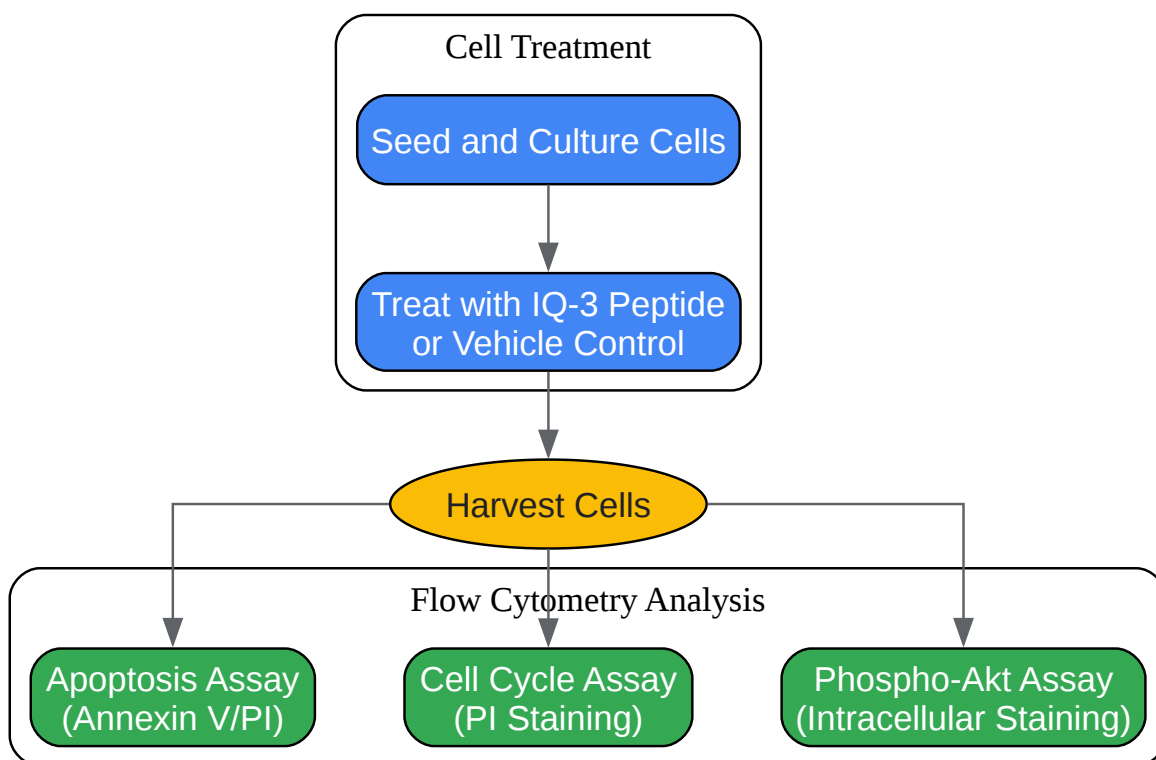 Cell Treatment
Seed and Culture Cells
Treat with IQ-3 Peptide
or Vehicle Control
Harvest Cells
Flow Cytometry Analysis
Apoptosis Assay
(Annexin V/PI)
Cell Cycle Assay
(PI Staining)
Phospho-Akt Assay
(Intracellular Staining)